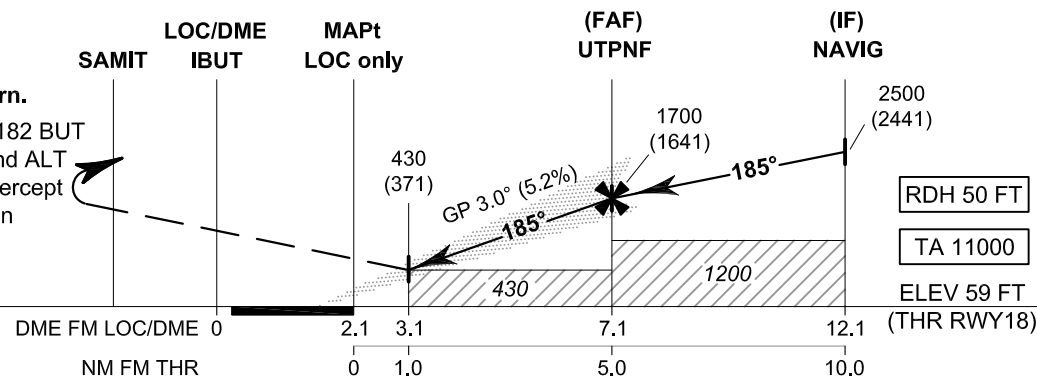 (FAF)
(IF)
LOC/DME
MAPt
UTPNF
NAVIG
SAMIT
IBUT
LOC only
rn.
182 BUT
nd ALT
ercept
n
2500
(2441)
1700
(1641)
430
(371)
GP 3.0° (5.2%)
185°
185°
RDH 50 FT
TA 11000
ELEV 59 FT
(THR RWY18)
430
1200
DME FM LOC/DME 0 2.1 3.1 7.1 12.1
NM FM THR 0 1.0 5.0 10.0